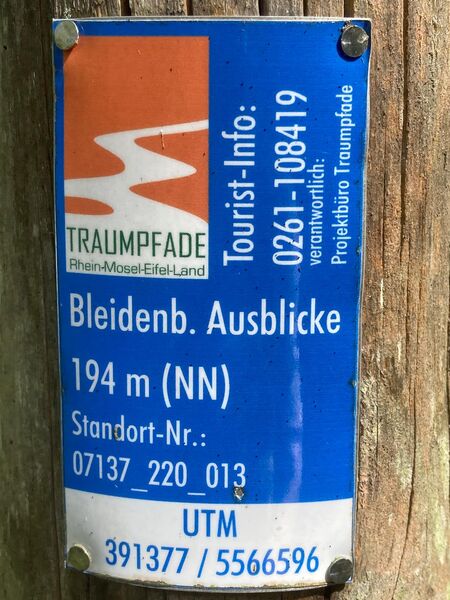 TRAUMPFADE
Rhein-Mosel-Eifel-Land
Tourist-Info:
0261-108419
verantwortlich:
Projektbüro Traumpfade
Bleidenb. Ausblicke
194 m (NN)
Standort-Nr.:
07137_220_013
UTM
391377 / 5566596